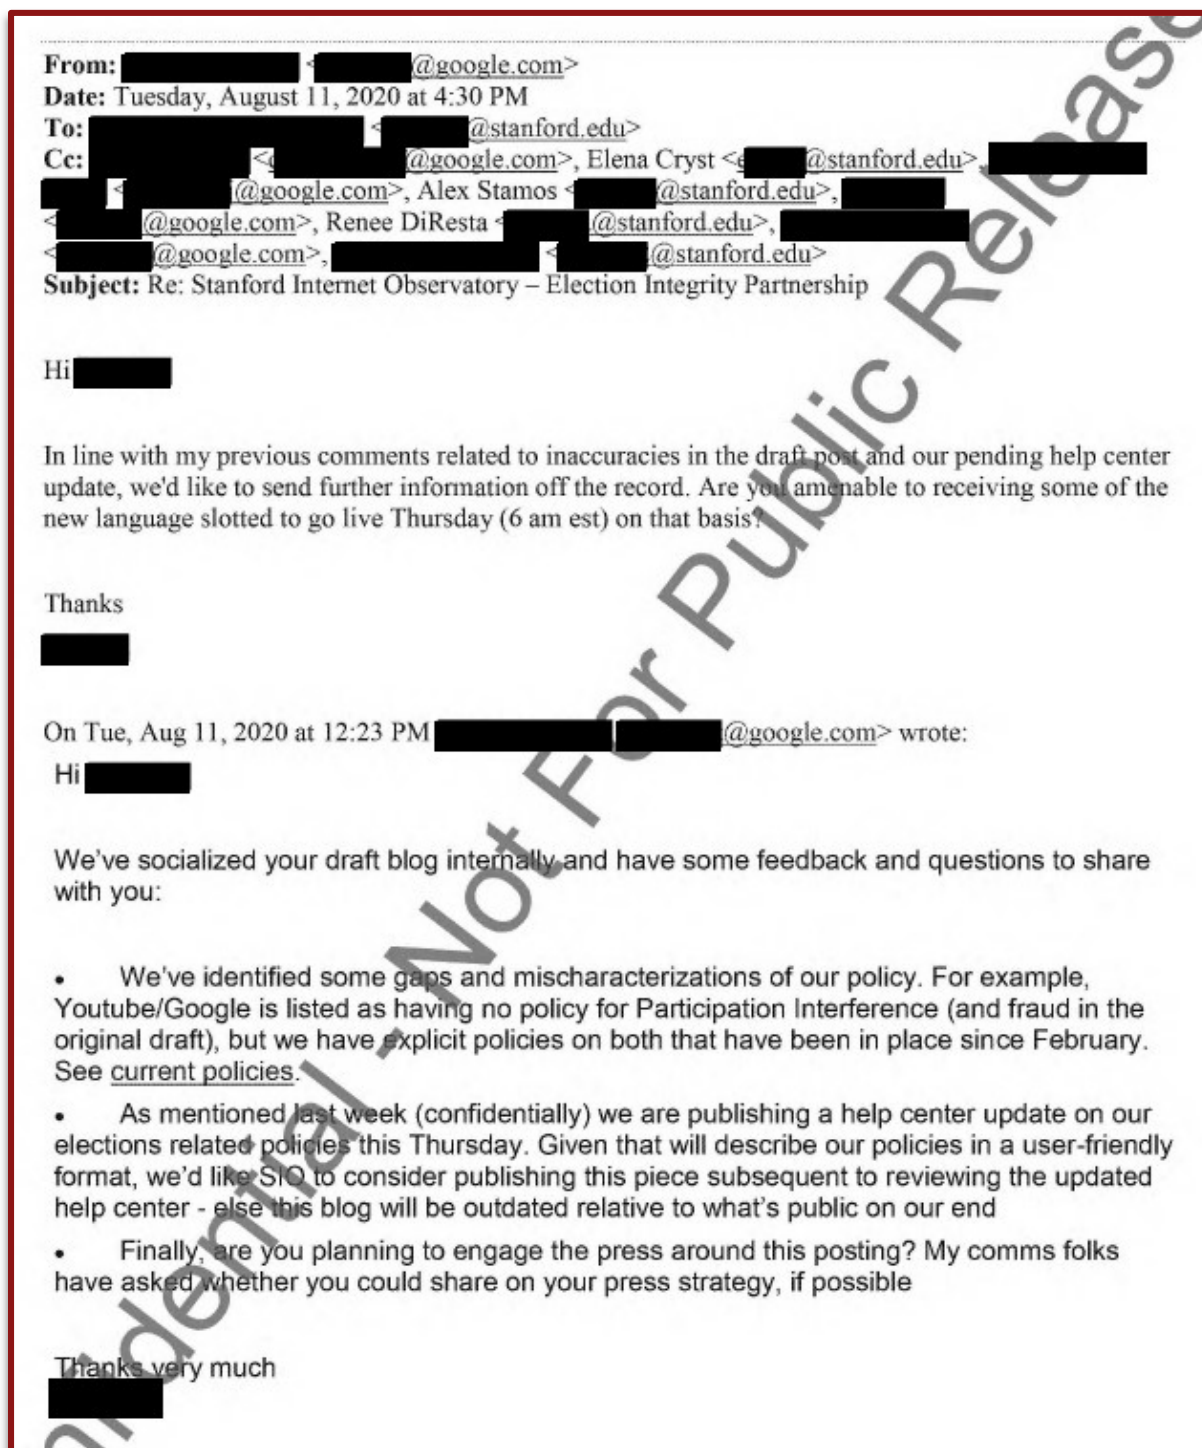 From: < @google.com>
Date: Tuesday, August 11, 2020 at 4:30 PM
To: < @stanford.edu>
Cc: < @google.com>, Elena Cryst <e @stanford.edu>,
< @google.com>, Alex Stamos < @stanford.edu>,
< @google.com>, Renee DiResta < @stanford.edu>,
< @google.com>, < @stanford.edu>
Subject: Re: Stanford Internet Observatory – Election Integrity Partnership
Hi
In line with my previous comments related to inaccuracies in the draft post and our pending help center
update, we'd like to send further information off the record. Are you amenable to receiving some of the
new language slotted to go live Thursday (6 am est) on that basis?
Thanks
On Tue, Aug 11, 2020 at 12:23 PM @google.com> wrote:
Hi
We've socialized your draft blog internally and have some feedback and questions to share
with you:
• We've identified some gaps and mischaracterizations of our policy. For example,
Youtube/Google is listed as having no policy for Participation Interference (and fraud in the
original draft), but we have explicit policies on both that have been in place since February.
See current policies.
• As mentioned last week (confidentially) we are publishing a help center update on our
elections related policies this Thursday. Given that will describe our policies in a user-friendly
format, we'd like SIO to consider publishing this piece subsequent to reviewing the updated
help center - else this blog will be outdated relative to what's public on our end
• Finally, are you planning to engage the press around this posting? My comms folks
have asked whether you could share on your press strategy, if possible
Thanks very much
nfidential - Not For Public Release